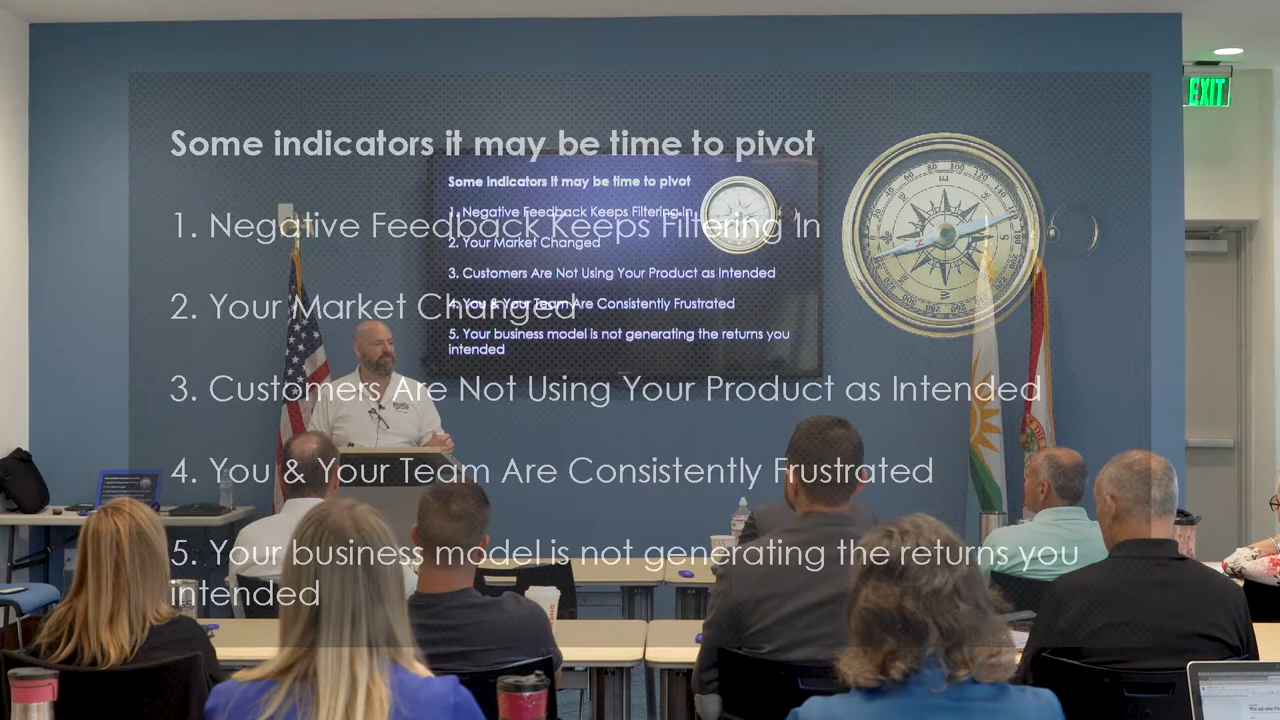 EXIT
Some indicators it may be time to pivot
1. Negative Feedback Keeps Filtering In
2. Your Market Changed
3. Customers Are Not Using Your Product as Intended
4. You & Your Team Are Consistently Frustrated
5. Your business model is not generating the returns you
intended
Some indicators it may be time to pivot
1. Negative Feedback Keeps Filtering In
2. Your Market Changed
3. Customers Are Not Using Your Product as Intended
4. You & Your Team Are Consistently Frustrated
5. Your business model is not generating the returns you
intended